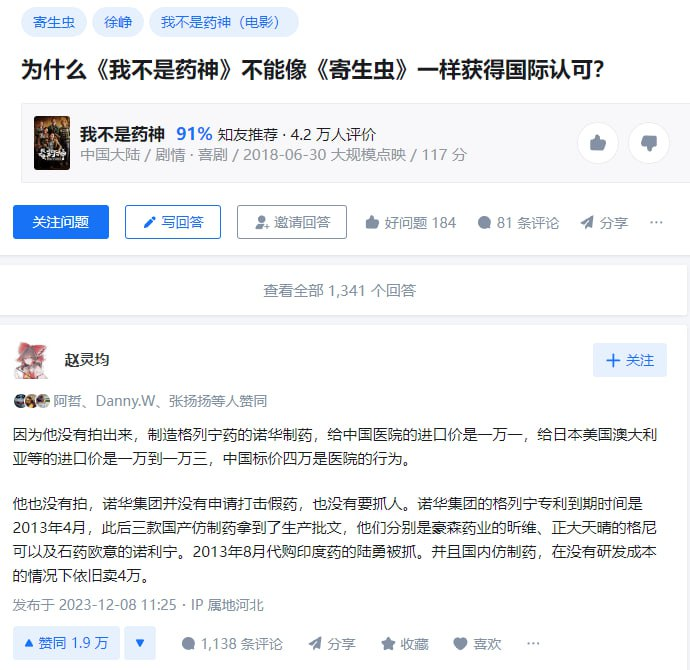 寄生虫 徐峥 我不是药神（电影）
为什么《我不是药神》不能像《寄生虫》一样获得国际认可？
我不是药神 91% 知友推荐 · 4.2 万人评价
中国大陆 / 剧情 · 喜剧 / 2018-06-30 大规模点映 / 117 分
关注问题 写回答 邀请回答 好问题 184 81 条评论 分享 ···
查看全部 1,341 个回答
赵灵均
+ 关注
阿哲、Danny.W、张扬扬等人赞同
因为他没有拍出来，制造格列宁药的诺华制药，给中国医院的进口价是一万一，给日本美国澳大利
亚等的进口价是一万到一万三，中国标价四万是医院的行为。
他也没有拍，诺华集团并没有申请打击假药，也没有要抓人。诺华集团的格列宁专利到期时间是
2013年4月，此后三款国产仿制药拿到了生产批文，他们分别是豪森药业的昕维、正大天晴的格尼
可以及石药欧意的诺利宁。2013年8月代购印度药的陆勇被抓。并且国内仿制药，在没有研发成本
的情况下依旧卖4万。
发布于 2023-12-08 11:25 · IP 属地河北
赞同 1.9 万 1,138 条评论 分享 收藏 喜欢 ···